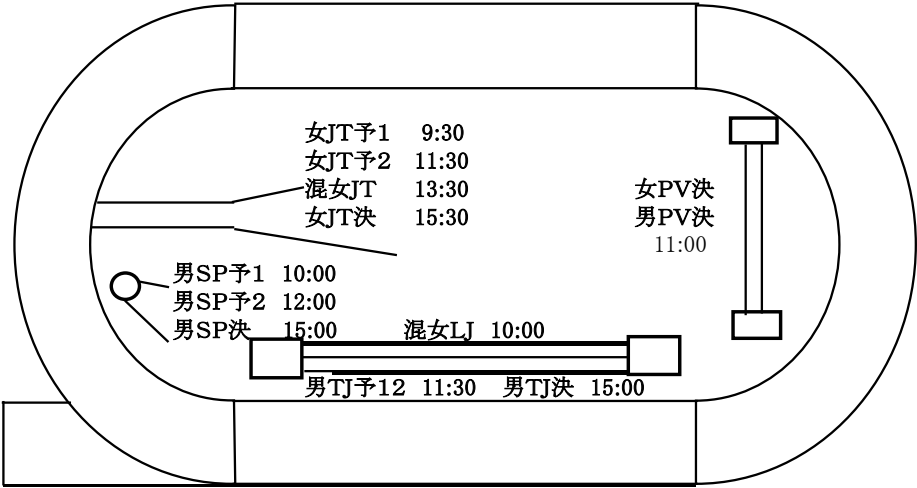 女JT予1 9:30
女JT予2 11:30
混女JT 13:30
女JT決 15:30
女PV決
男PV決
11:00
男SP予1 10:00
男SP予2 12:00
男SP決 15:00
混女LJ 10:00
男TJ予12 11:30 男TJ決 15:00